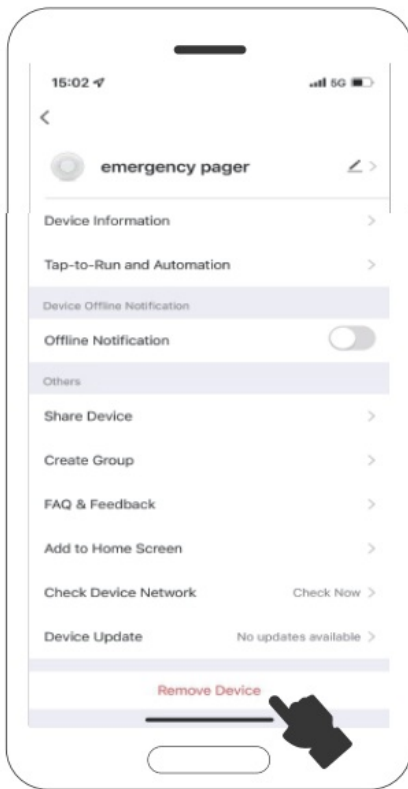 15:02
5G
emergency pager
Device Information
Tap-to-Run and Automation
Device Offline Notification
Offline Notification
Others
Share Device
Create Group
FAQ & Feedback
Add to Home Screen
Check Device Network Check Now
Device Update No updates available
Remove Device